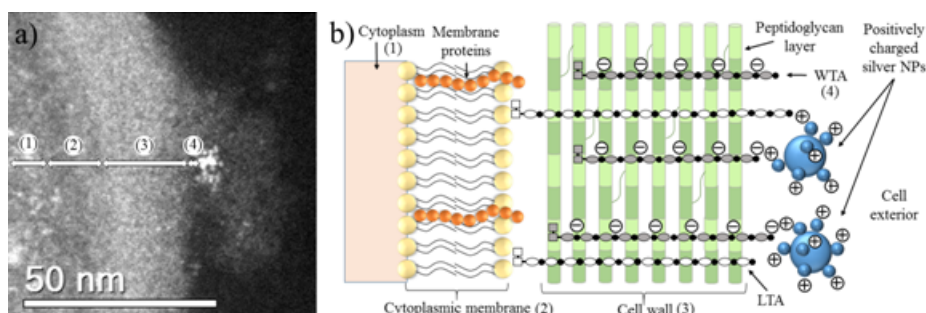 a)
(1)
(2)
(3)
(4)
50 nm
b)
Cytoplasm
(1)
Membrane
proteins
Peptidoglycan
layer
WTA
(4)
Positively
charged
silver NPs
Cell
exterior
LTA
Cytoplasmic membrane (2)
Cell wall (3)